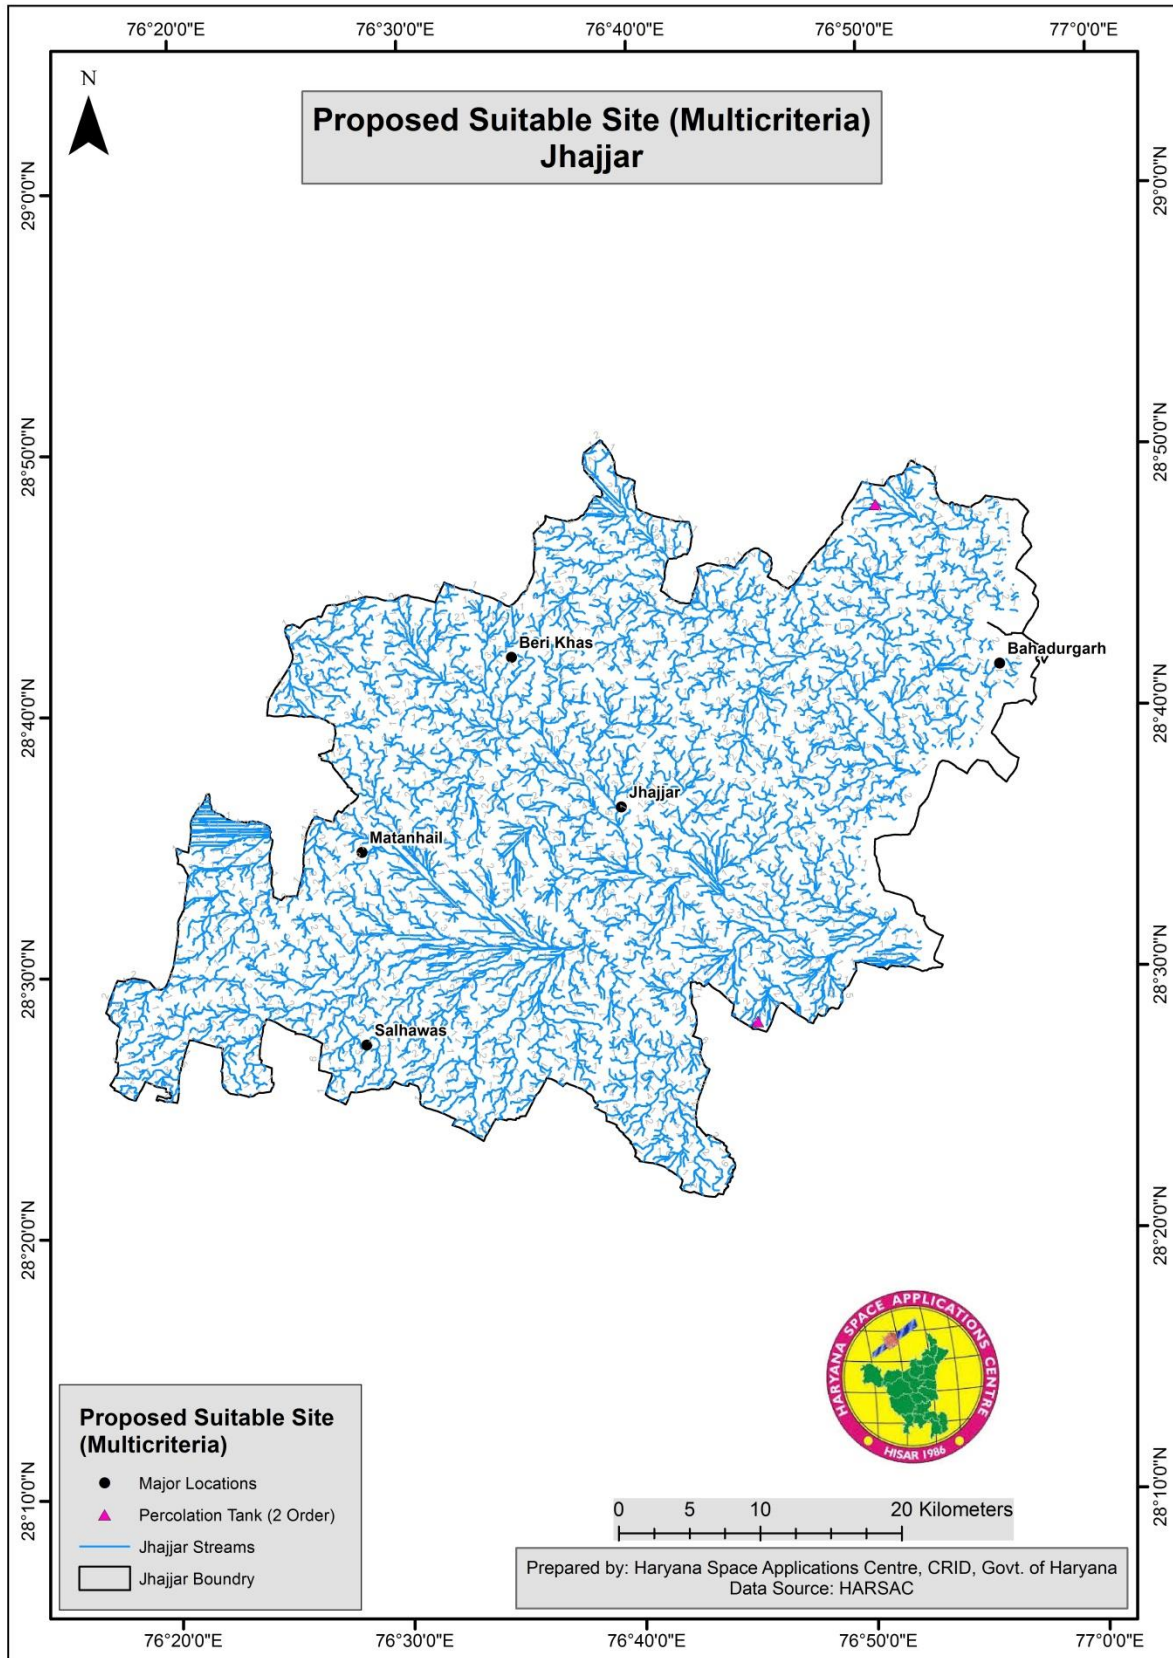 76°20'0"E 76°30'0"E 76°40'0"E 76°50'0"E 77°0'0"E
N
Proposed Suitable Site (Multicriteria)
Jhajjar
29°0'0"N 29°0'0"N
28°50'0"N 28°50'0"N
Beri Khas
Bahadurgarh
28°40'0"N 28°40'0"N
Jhajjar
Matanhail
28°30'0"N 28°30'0"N
Salhawas
28°20'0"N 28°20'0"N
HARYANA SPACE APPLICATIONS CENTRE
HISAR 1986
Proposed Suitable Site
(Multicriteria)
Major Locations
Percolation Tank (2 Order)
Jhajjar Streams
Jhajjar Boundry
28°10'0"N 28°10'0"N
0 5 10 20 Kilometers
Prepared by: Haryana Space Applications Centre, CRID, Govt. of Haryana
Data Source: HARSAC
76°20'0"E 76°30'0"E 76°40'0"E 76°50'0"E 77°0'0"E